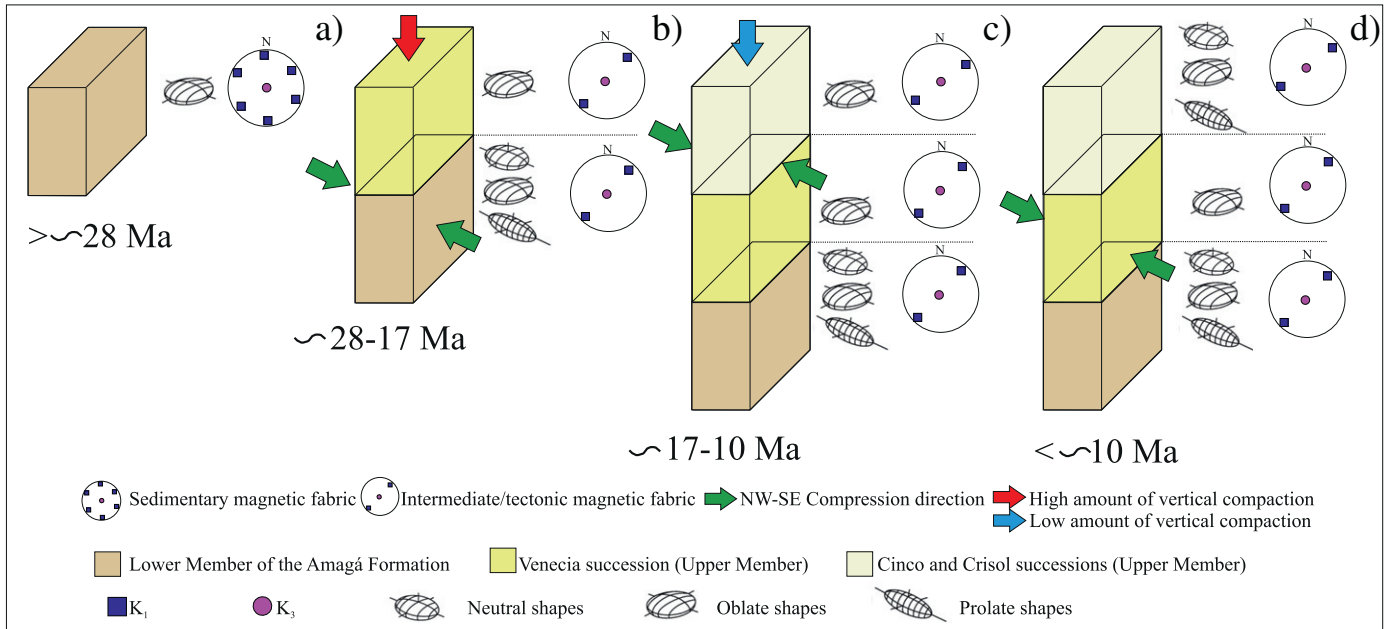 a)
b)
c)
d)
N
N
N
N
N
N
N
N
N
>∽28 Ma
∽28-17 Ma
∽17-10 Ma
<∽10 Ma
Sedimentary magnetic fabric
Intermediate/tectonic magnetic fabric
NW-SE Compression direction
High amount of vertical compaction
Low amount of vertical compaction
Lower Member of the Amagá Formation
Venecia succession (Upper Member)
Cinco and Crisol successions (Upper Member)
K₁
K₃
Neutral shapes
Oblate shapes
Prolate shapes